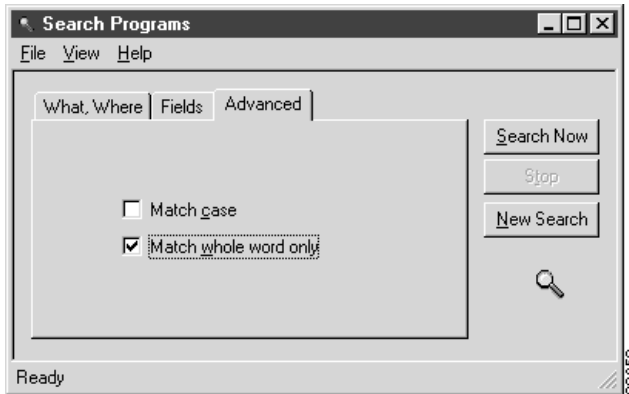 Search Programs
File View Help
What, Where Fields Advanced
Search Now
Stop
Match case
New Search
Match whole word only
Ready